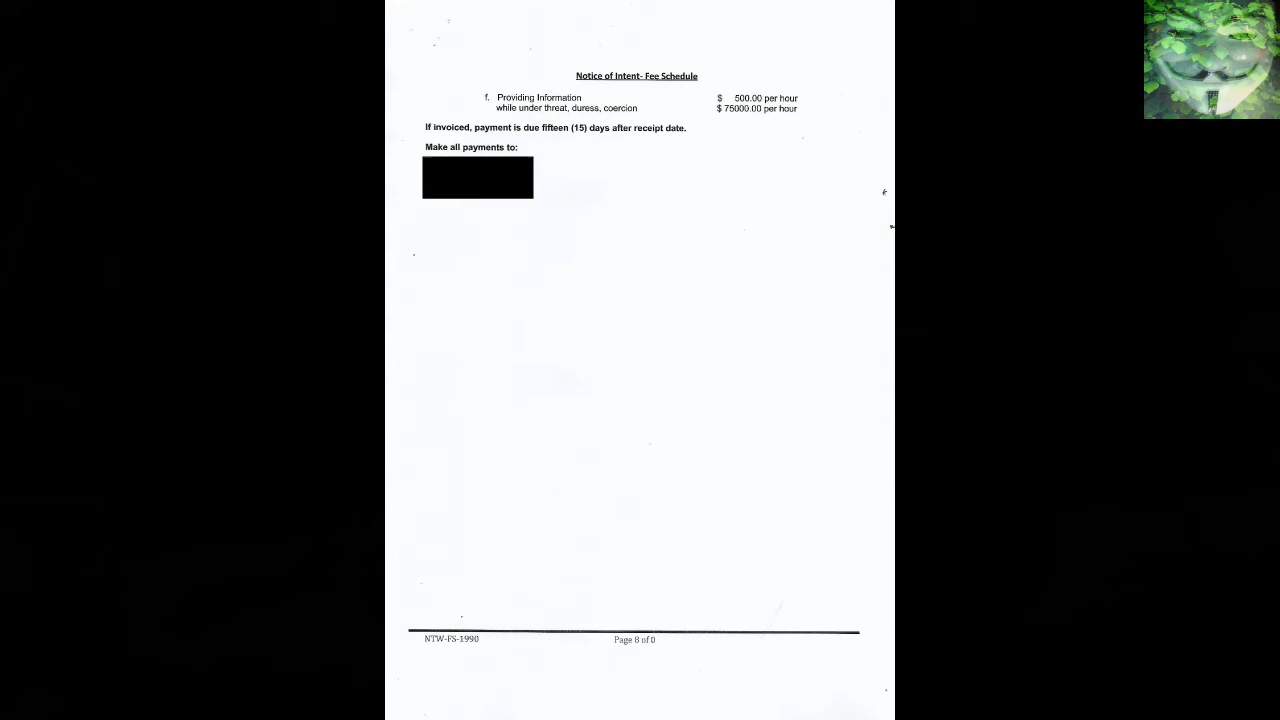 Notice of Intent- Fee Schedule
f. Providing Information $ 500.00 per hour
while under threat, duress, coercion $ 75000.00 per hour
If invoiced, payment is due fifteen (15) days after receipt date.
Make all payments to:
NTW-FS-1990 Page 8 of 0